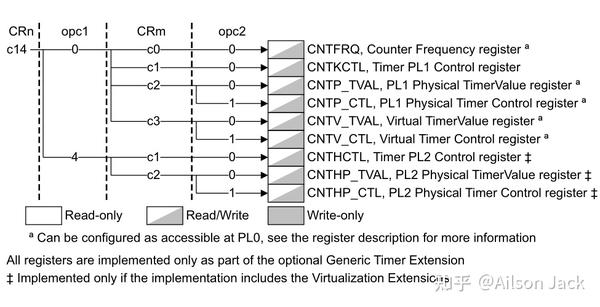 CRn opc1 CRm opc2
c14 0 c0 0 CNTFRQ, Counter Frequency register ª
c1 0 CNTKCTL, Timer PL1 Control register
c2 0 CNTP_TVAL, PL1 Physical TimerValue register ª
1 CNTP_CTL, PL1 Physical Timer Control register ª
c3 0 CNTV_TVAL, Virtual TimerValue register ª
1 CNTV_CTL, Virtual Timer Control register ª
4 c1 0 CNTHCTL, Timer PL2 Control register ‡
c2 0 CNTHP_TVAL, PL2 Physical TimerValue register ‡
1 CNTHP_CTL, PL2 Physical Timer Control register ‡
Read-only Read/Write Write-only
ª Can be configured as accessible at PL0, see the register description for more information
All registers are implemented only as part of the optional Generic Timer Extension
‡ Implemented only if the implementation includes the Virtualization Extensions
知乎 @Ailson Jack